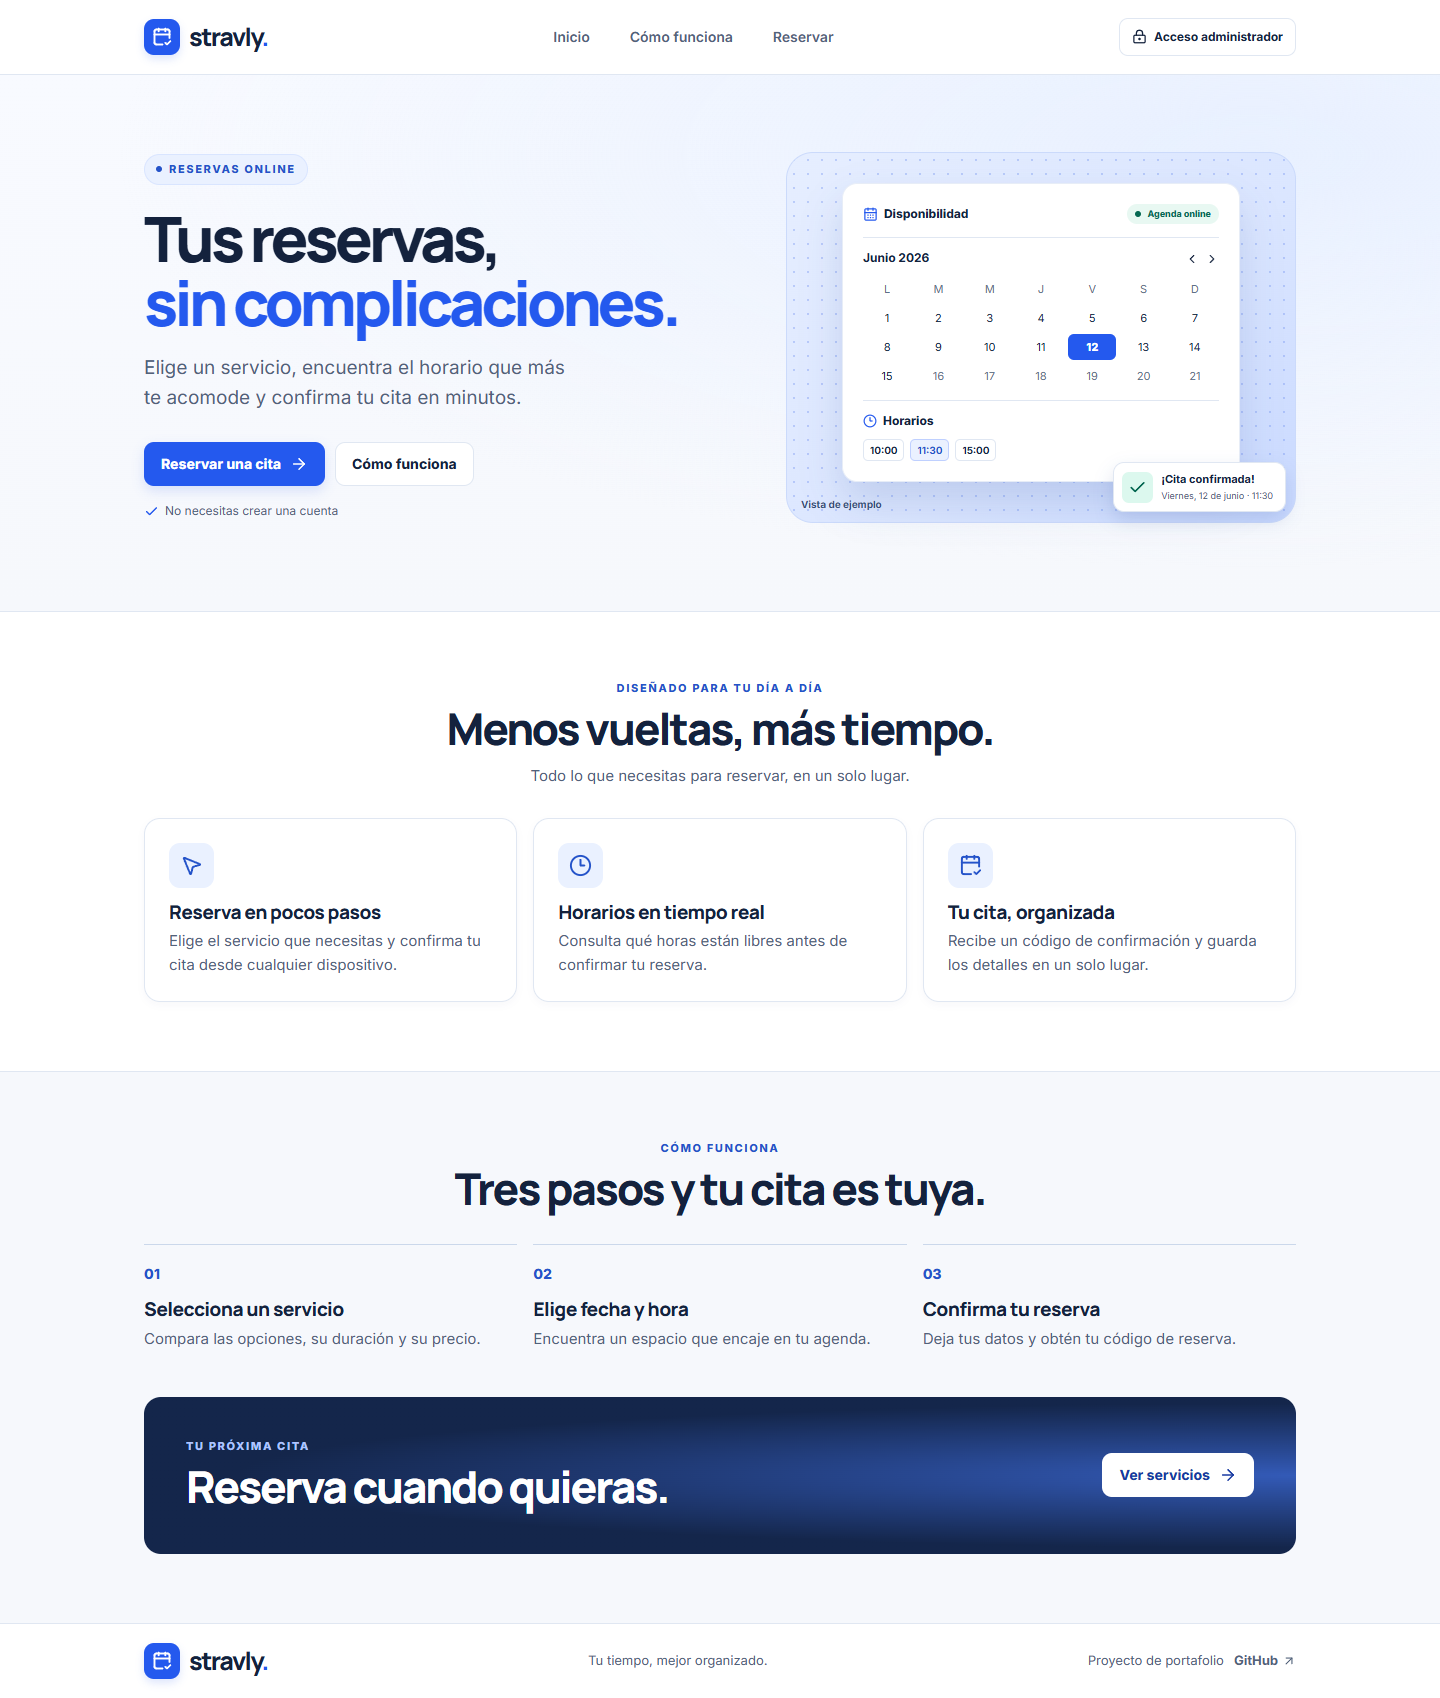 stravly.
Inicio
Cómo funciona
Reservar
Acceso administrador
RESERVAS ONLINE
Tus reservas,
sin complicaciones.
Elige un servicio, encuentra el horario que más
te acomode y confirma tu cita en minutos.
Reservar una cita
Cómo funciona
No necesitas crear una cuenta
Disponibilidad
Agenda online
Junio 2026
L M M J V S D
1 2 3 4 5 6 7
8 9 10 11 12 13 14
15 16 17 18 19 20 21
Horarios
10:00 11:30 15:00
¡Cita confirmada!
Viernes, 12 de junio · 11:30
Vista de ejemplo
DISEÑADO PARA TU DÍA A DÍA
Menos vueltas, más tiempo.
Todo lo que necesitas para reservar, en un solo lugar.
Reserva en pocos pasos
Elige el servicio que necesitas y confirma tu
cita desde cualquier dispositivo.
Horarios en tiempo real
Consulta qué horas están libres antes de
confirmar tu reserva.
Tu cita, organizada
Recibe un código de confirmación y guarda
los detalles en un solo lugar.
CÓMO FUNCIONA
Tres pasos y tu cita es tuya.
01
Selecciona un servicio
Compara las opciones, su duración y su precio.
02
Elige fecha y hora
Encuentra un espacio que encaje en tu agenda.
03
Confirma tu reserva
Deja tus datos y obtén tu código de reserva.
TU PRÓXIMA CITA
Reserva cuando quieras.
Ver servicios
stravly.
Tu tiempo, mejor organizado.
Proyecto de portafolio
GitHub